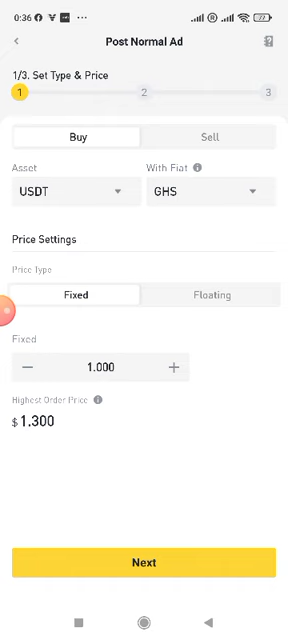 0:36
77
Post Normal Ad
1/3. Set Type & Price
1 2 3
Buy Sell
Asset With Fiat
USDT GHS
Price Settings
Price Type
Fixed Floating
Fixed
− 1.000 +
Highest Order Price
$ 1.300
Next